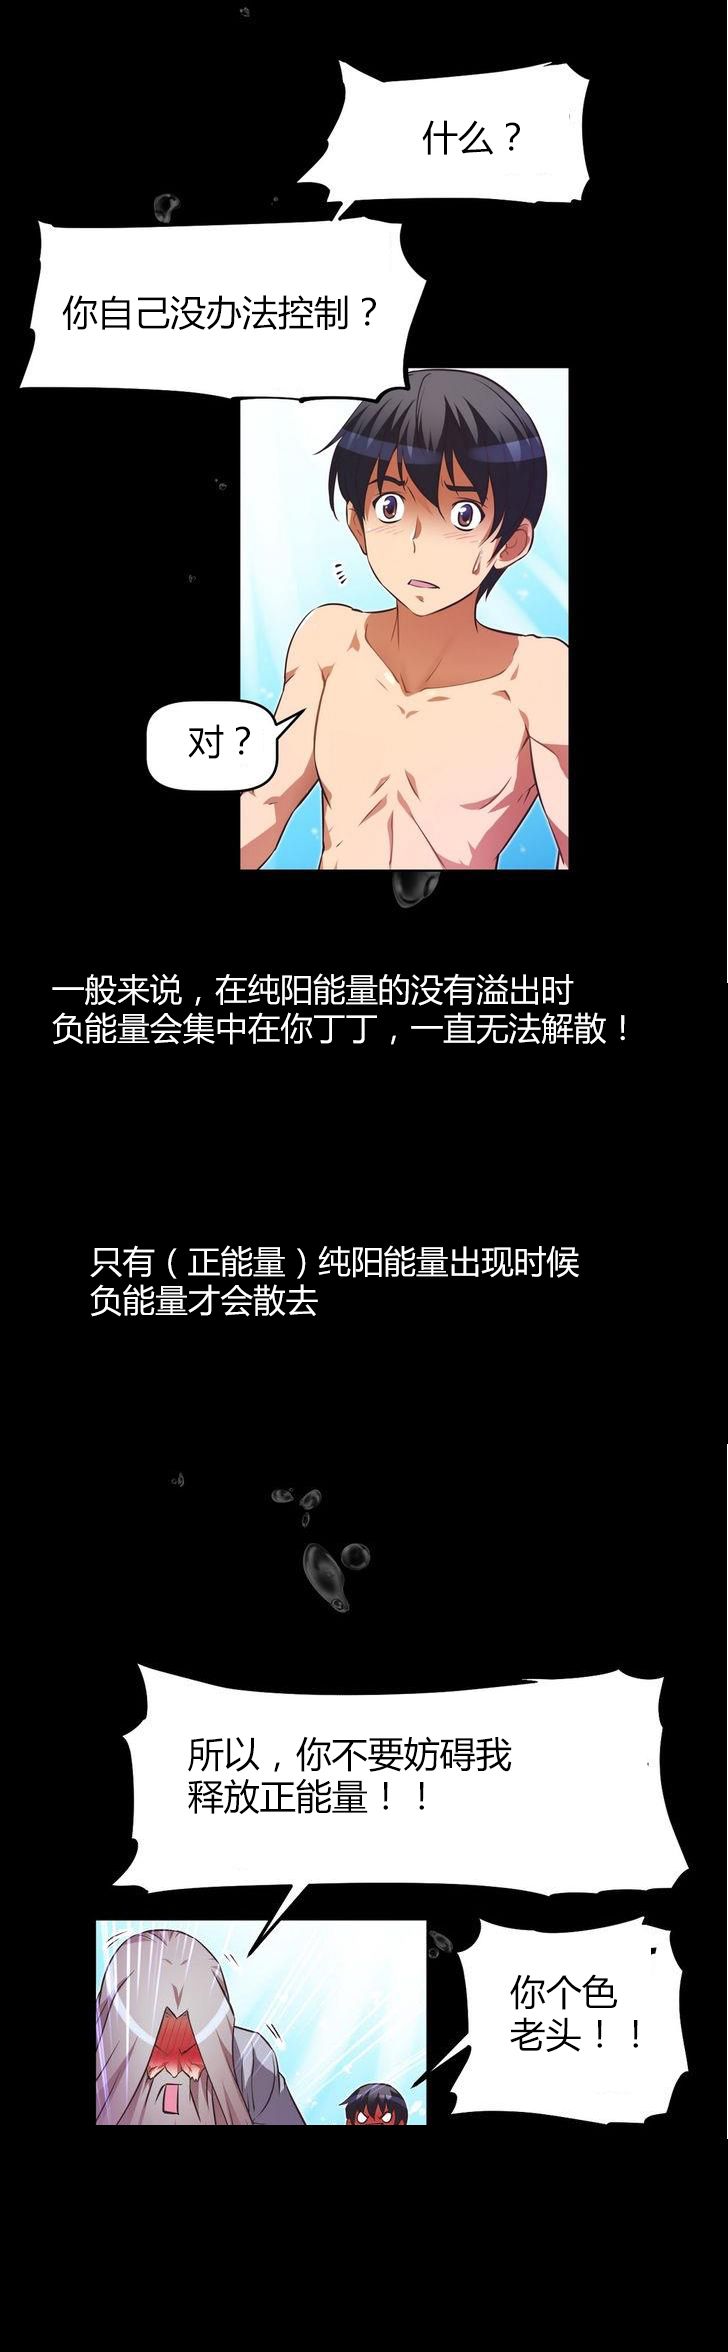 什么？
你自己没办法控制？
对？
一般来说，在纯阳能量的没有溢出时
负能量会集中在你丁丁，一直无法解散！
只有（正能量）纯阳能量出现时候
负能量才会散去
所以，你不要妨碍我
释放正能量！！
你个色
老头！！